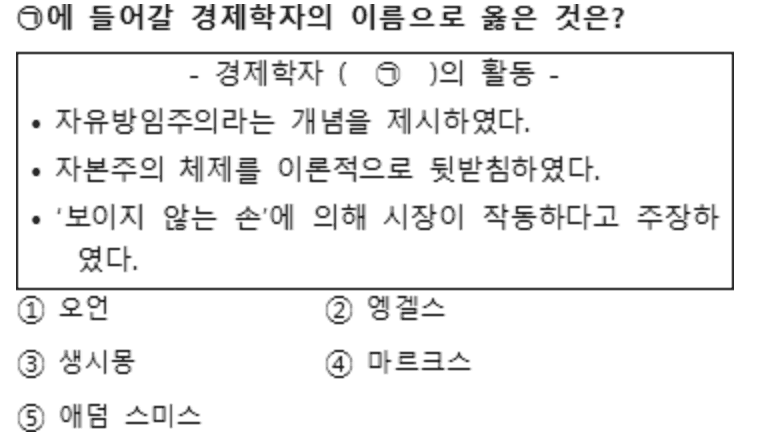 ㉠에 들어갈 경제학자의 이름으로 옳은 것은?
- 경제학자 ( ㉠ )의 활동 -
• 자유방임주의라는 개념을 제시하였다.
• 자본주의 체제를 이론적으로 뒷받침하였다.
• '보이지 않는 손'에 의해 시장이 작동하다고 주장하
였다.
① 오언 ② 엥겔스
③ 생시몽 ④ 마르크스
⑤ 애덤 스미스